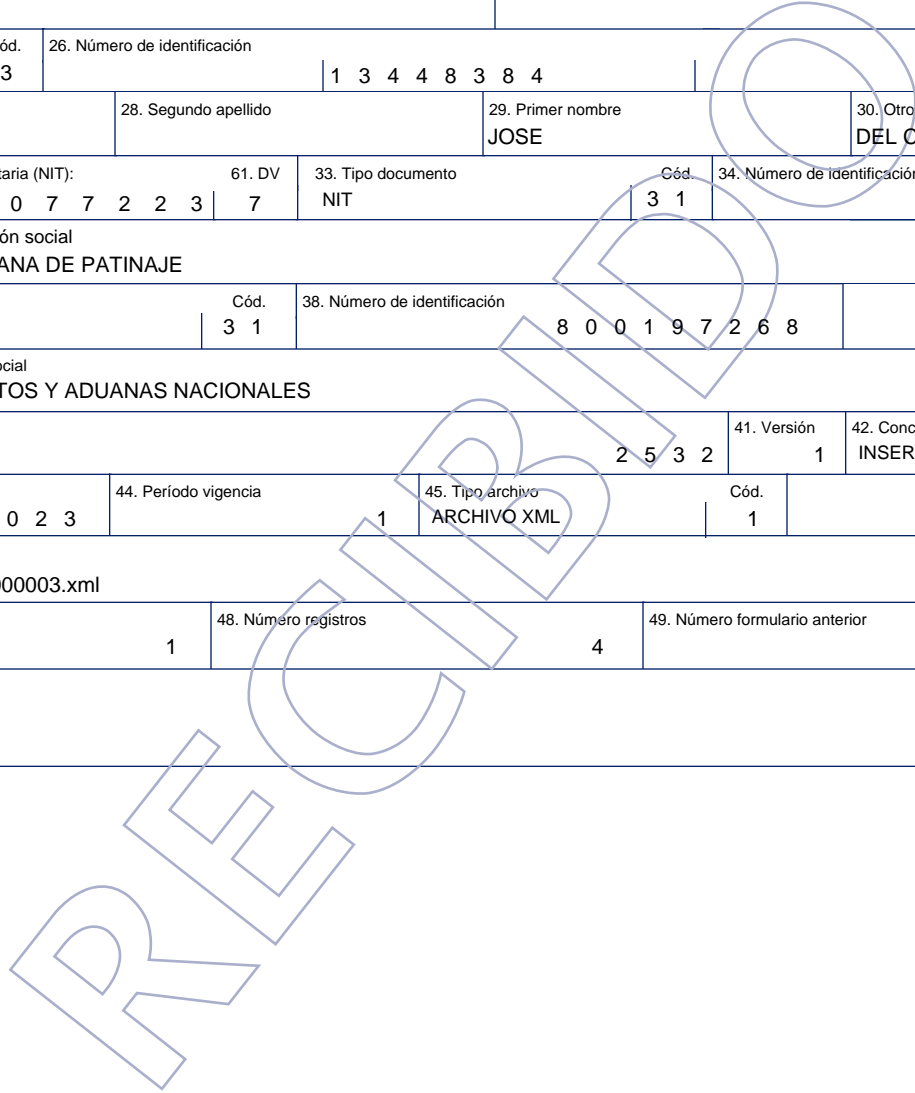 ód. 26. Número de identificación
3 1 3 4 4 8 3 8 4
28. Segundo apellido 29. Primer nombre 30. Otro
JOSE DEL C
taria (NIT): 61. DV 33. Tipo documento Cód. 34. Número de identificación
0 7 7 2 2 3 7 NIT 3 1
ón social
ANA DE PATINAJE
Cód. 38. Número de identificación
3 1 8 0 0 1 9 7 2 6 8
ocial
TOS Y ADUANAS NACIONALES
41. Versión 42. Conc
2 5 3 2 1 INSER
44. Período vigencia 45. Tipo archivo Cód.
0 2 3 1 ARCHIVO XML 1
000003.xml
48. Número registros 49. Número formulario anterior
1 4
RECIBIDO